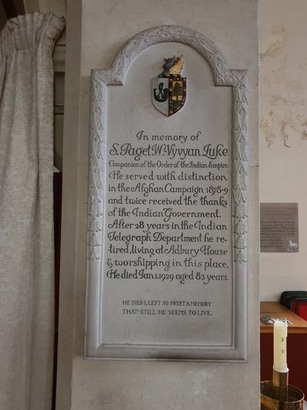 In memory of
S. Paget W. Vyvyan Luke
Companion of the Order of the Indian Empire.
He served with distinction
in the Afghan Campaign 1878-9
and twice received the thanks
of the Indian Government.
After 28 years in the Indian
Telegraph Department he re-
tired, living at Adbury House
& worshipping in this place.
He died Jan.1.1929 aged 83 years.
HE DIED & LEFT SO SWEET A MEMORY
THAT STILL HE SEEMS TO LIVE.